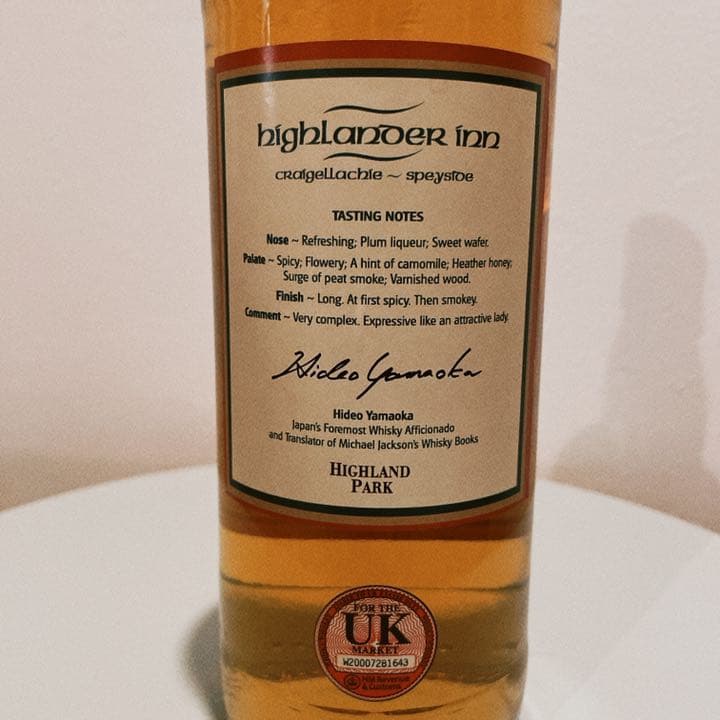 highlander inn
craigellachie ~ speyside
TASTING NOTES
Nose ~ Refreshing; Plum liqueur; Sweet wafer.
Palate ~ Spicy; Flowery; A hint of camomile; Heather honey;
Surge of peat smoke; Varnished wood.
Finish ~ Long. At first spicy. Then smokey.
Comment ~ Very complex. Expressive like an attractive lady.
Hideo Yamaoka
Hideo Yamaoka
Japan's Foremost Whisky Afficionado
and Translator of Michael Jackson's Whisky Books
HIGHLAND
PARK
FOR THE
UK
MARKET
W20007281643
HM Revenue
& Customs